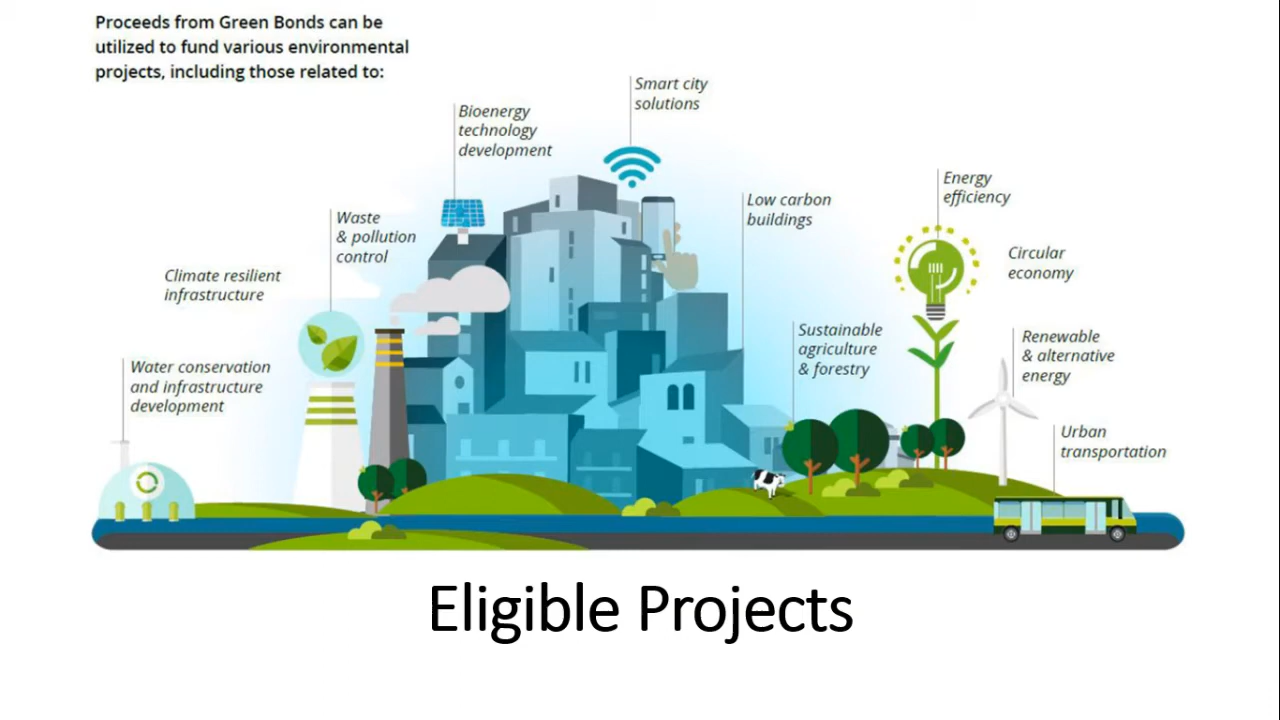 Proceeds from Green Bonds can be
utilized to fund various environmental
projects, including those related to:
Smart city
solutions
Bioenergy
technology
development
Energy
efficiency
Low carbon
buildings
Waste
& pollution
control
Circular
economy
Climate resilient
infrastructure
Sustainable
agriculture
& forestry
Renewable
& alternative
energy
Water conservation
and infrastructure
development
Urban
transportation
Eligible Projects